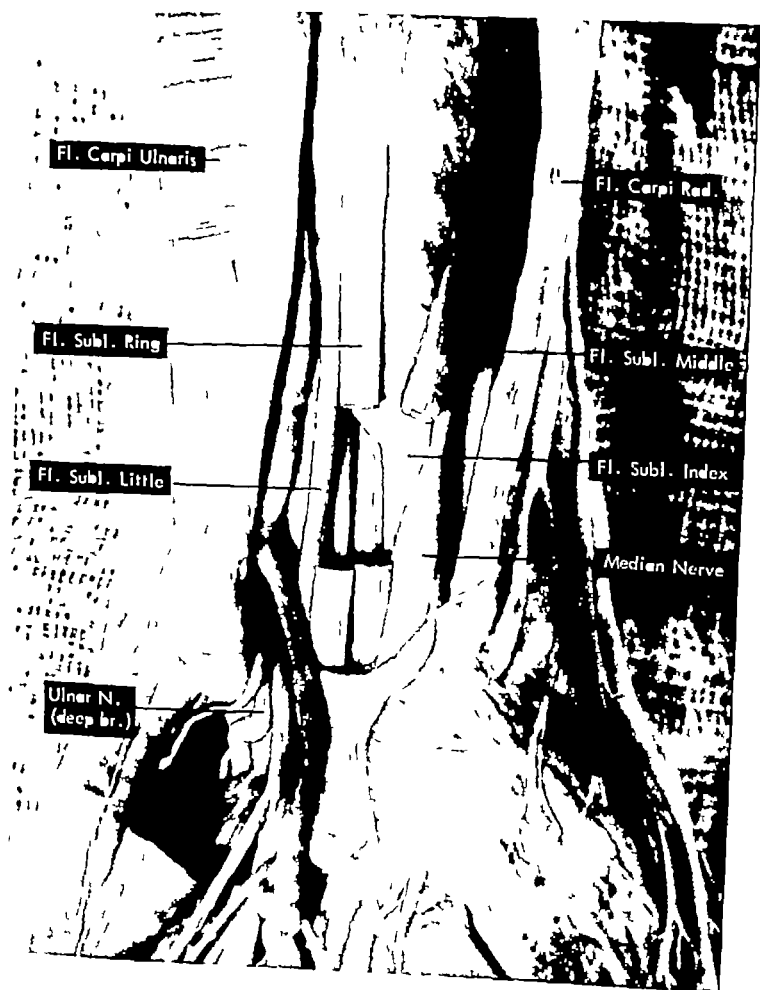 Fl. Carpi Ulnaris
Fl. Carpi Rad.
Fl. Subl. Ring
Fl. Subl. Middle
Fl. Subl. Little
Fl. Subl. Index
Median Nerve
Ulnar N.
(deep br.)